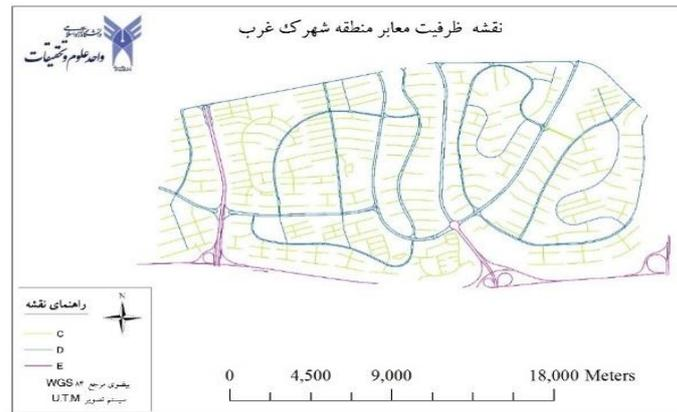 نقشه ظرفیت معابر منطقه شهرک غرب
واحد علوم و تحقیقات
راهنمای نقشه
N
C
D
E
بیضوی مرجع WGS ۸۴
سیستم تصویر U.T.M
0 4,500 9,000 18,000 Meters